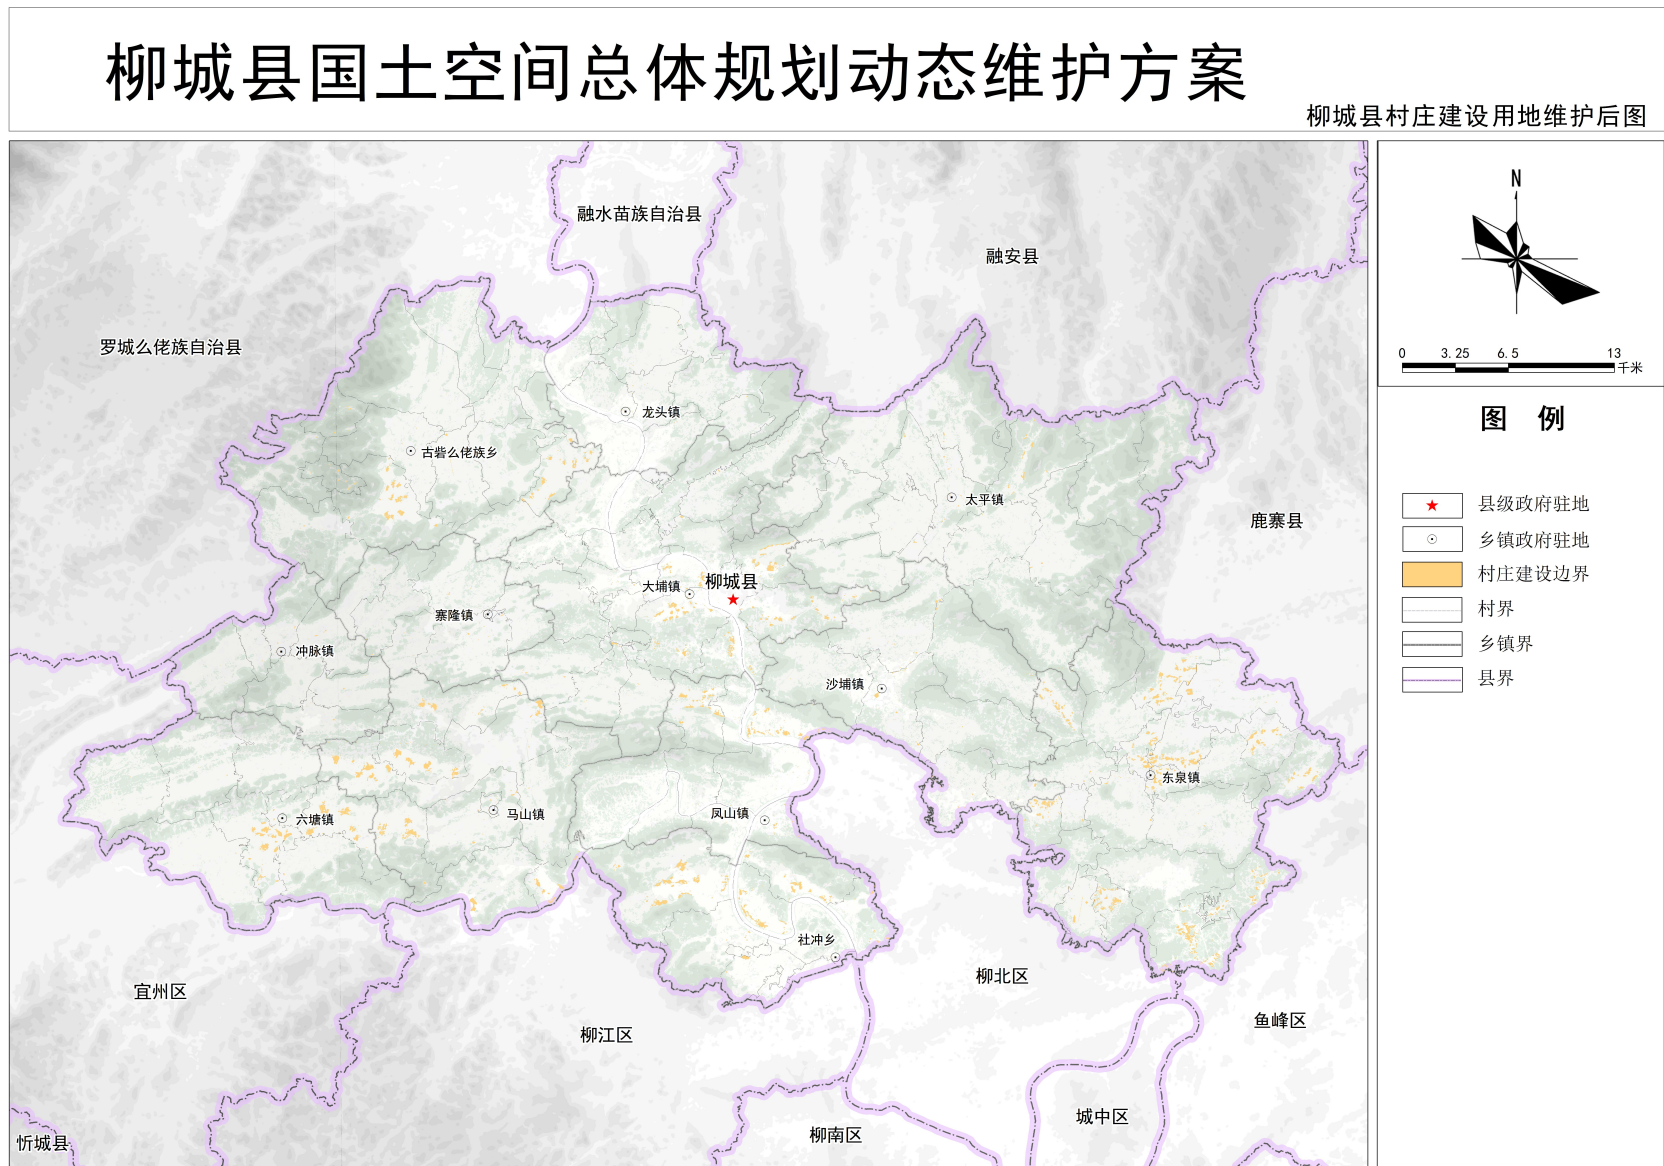 柳城县国土空间总体规划动态维护方案
柳城县村庄建设用地维护后图
融水苗族自治县
融安县
罗城么佬族自治县
龙头镇
古砦么佬族乡
太平镇
鹿寨县
大埔镇
柳城县
寨隆镇
冲脉镇
沙埔镇
东泉镇
六塘镇
马山镇
凤山镇
社冲乡
宜州区
柳北区
柳江区
鱼峰区
城中区
柳南区
忻城县
N
0 3.25 6.5 13
千米
图 例
县级政府驻地
乡镇政府驻地
村庄建设边界
村界
乡镇界
县界